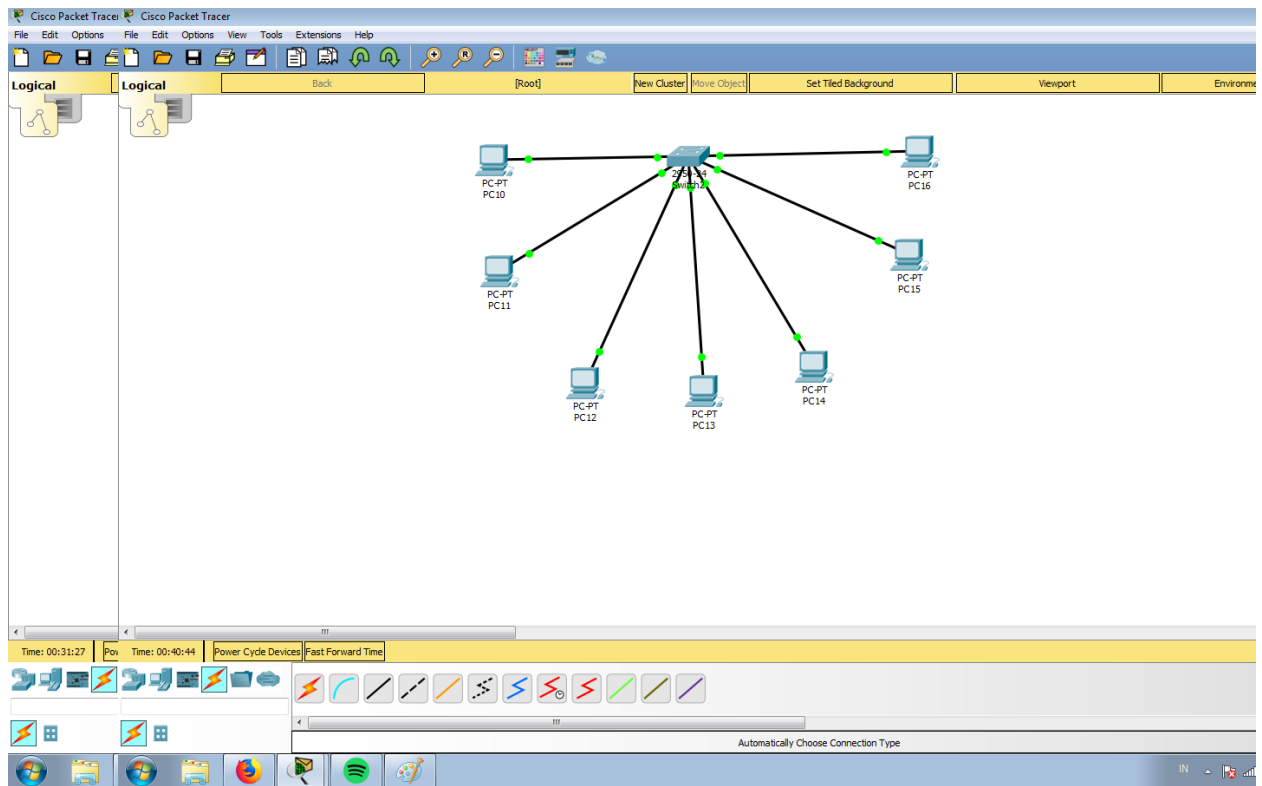 Cisco Packet Tracer Cisco Packet Tracer
File Edit Options File Edit Options View Tools Extensions Help
Logical Logical Back [Root] New Cluster Move Object Set Tiled Background Viewport
PC-PT
PC10
2950-24
Switch2
PC-PT
PC16
PC-PT
PC11
PC-PT
PC15
PC-PT
PC12
PC-PT
PC13
PC-PT
PC14
Time: 00:31:27 Time: 00:40:44 Power Cycle Devices Fast Forward Time
Automatically Choose Connection Type
IN